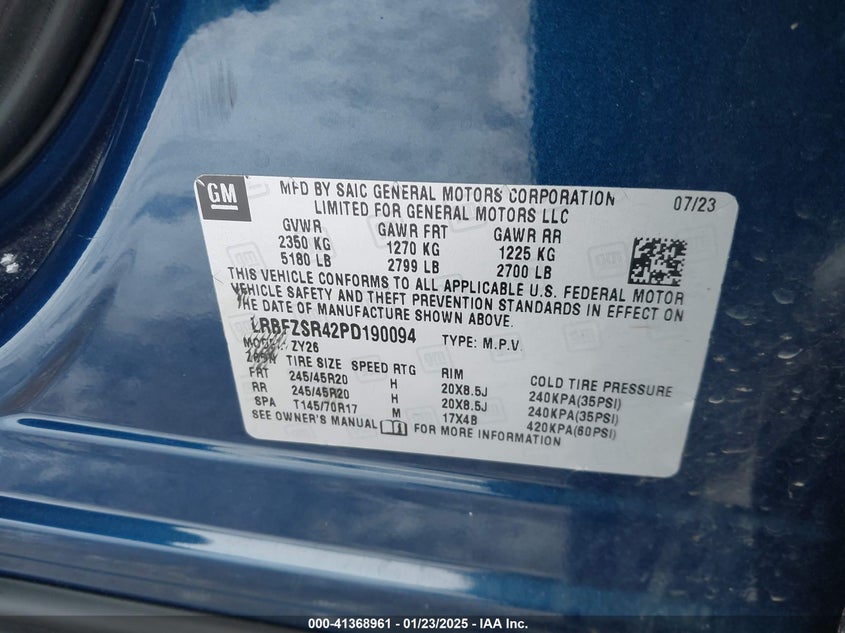 GM
MFD BY SAIC GENERAL MOTORS CORPORATION
LIMITED FOR GENERAL MOTORS LLC
07/23
GVWR GAWR FRT GAWR RR
2350 KG 1270 KG 1225 KG
5180 LB 2799 LB 2700 LB
THIS VEHICLE CONFORMS TO ALL APPLICABLE U.S. FEDERAL MOTOR
VEHICLE SAFETY AND THEFT PREVENTION STANDARDS IN EFFECT ON
THE DATE OF MANUFACTURE SHOWN ABOVE.
LRBFZSR42PD190094 TYPE: M.P.V.
MODEL: ZY26
TIRE SIZE SPEED RTG RIM COLD TIRE PRESSURE
FRT 245/45R20 H 20X8.5J 240KPA(35PSI)
RR 245/45R20 H 20X8.5J 240KPA(35PSI)
SPA T145/70R17 M 17X4B 420KPA(60PSI)
SEE OWNER'S MANUAL FOR MORE INFORMATION
000-41368961 - 01/23/2025 - IAA Inc.